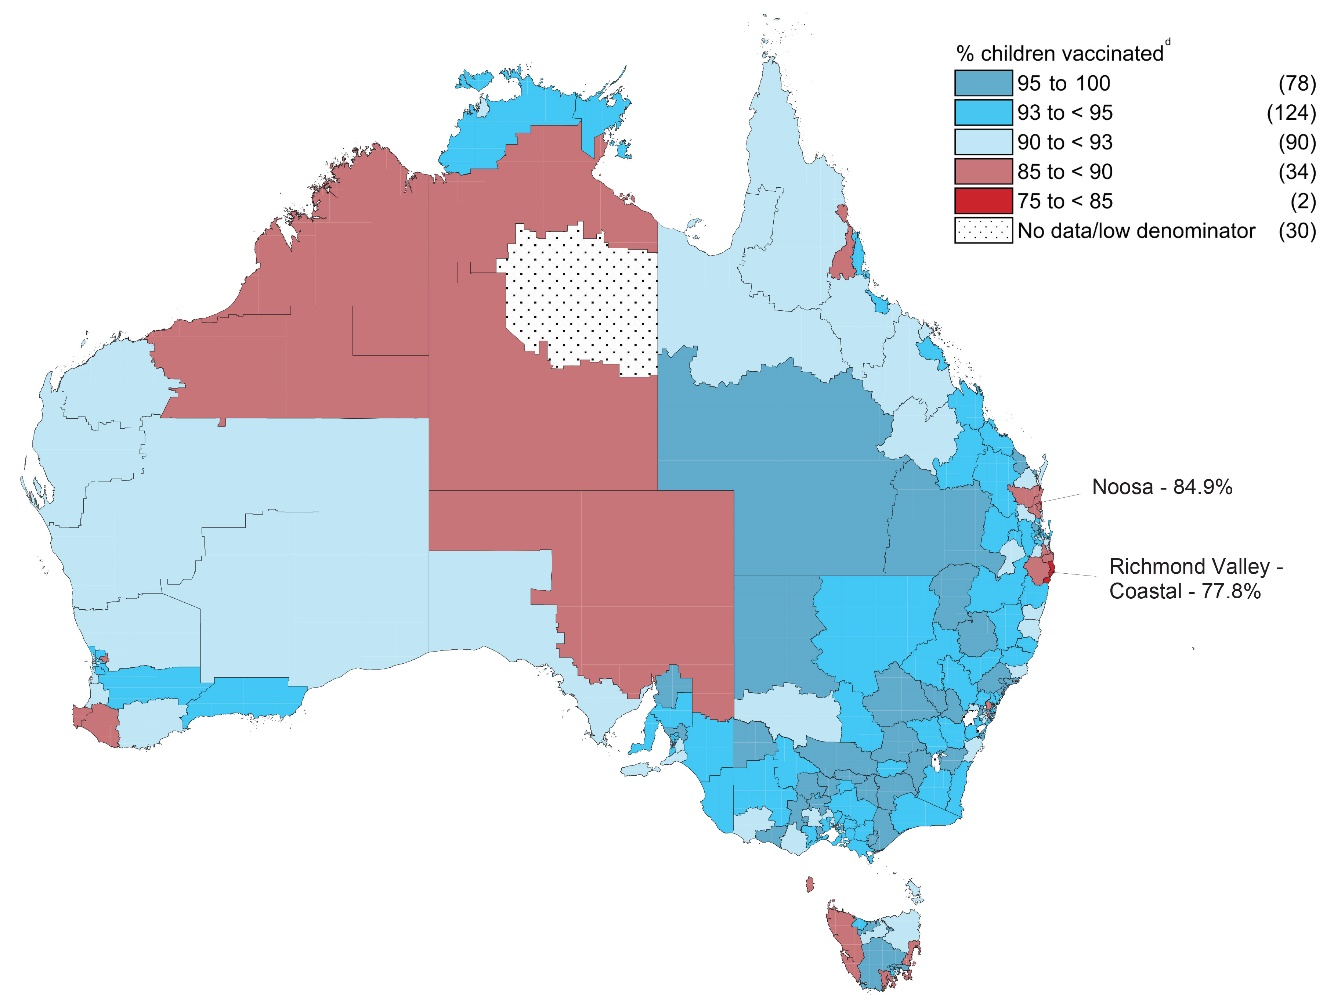 % children vaccinated d
95 to 100 (78)
93 to < 95 (124)
90 to < 93 (90)
85 to < 90 (34)
75 to < 85 (2)
No data/low denominator (30)
Noosa - 84.9%
Richmond Valley -
Coastal - 77.8%